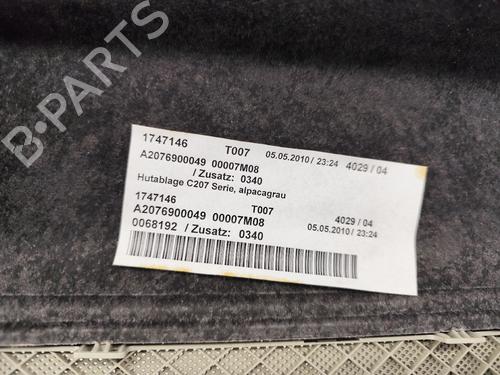 B-PARTS
1747146 T007 05.05.2010 / 23:24 4029 / 04
A2076900049 00007M08
/ Zusatz: 0340
Hutablage C207 Serie, alpacagrau
1747146 T007 4029 / 04
A2076900049 00007M08 05.05.2010 / 23:24
0068192 / Zusatz: 0340